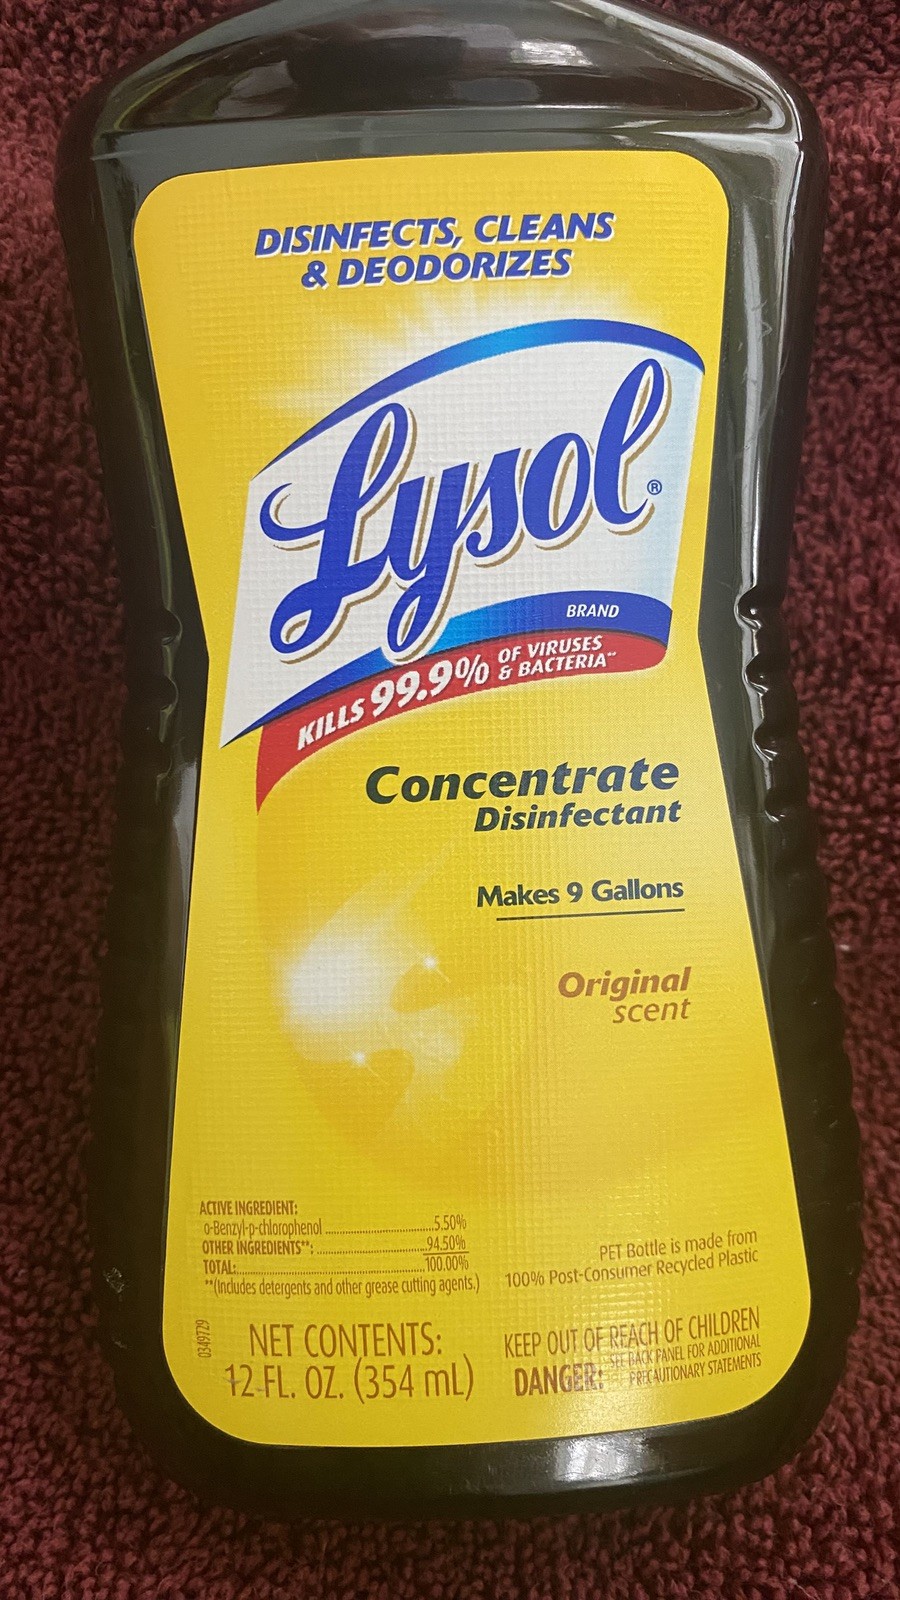 DISINFECTS, CLEANS
& DEODORIZES
Lysol®
BRAND
KILLS 99.9% OF VIRUSES
& BACTERIA**
Concentrate
Disinfectant
Makes 9 Gallons
Original
scent
ACTIVE INGREDIENT:
o-Benzyl-p-chlorophenol ........................5.50%
OTHER INGREDIENTS**:........................94.50%
TOTAL:........................100.00%
**(Includes detergents and other grease cutting agents.)
PET Bottle is made from
100% Post-Consumer Recycled Plastic
0349729
NET CONTENTS:
12 FL. OZ. (354 mL)
KEEP OUT OF REACH OF CHILDREN
DANGER: SEE BACK PANEL FOR ADDITIONAL
PRECAUTIONARY STATEMENTS